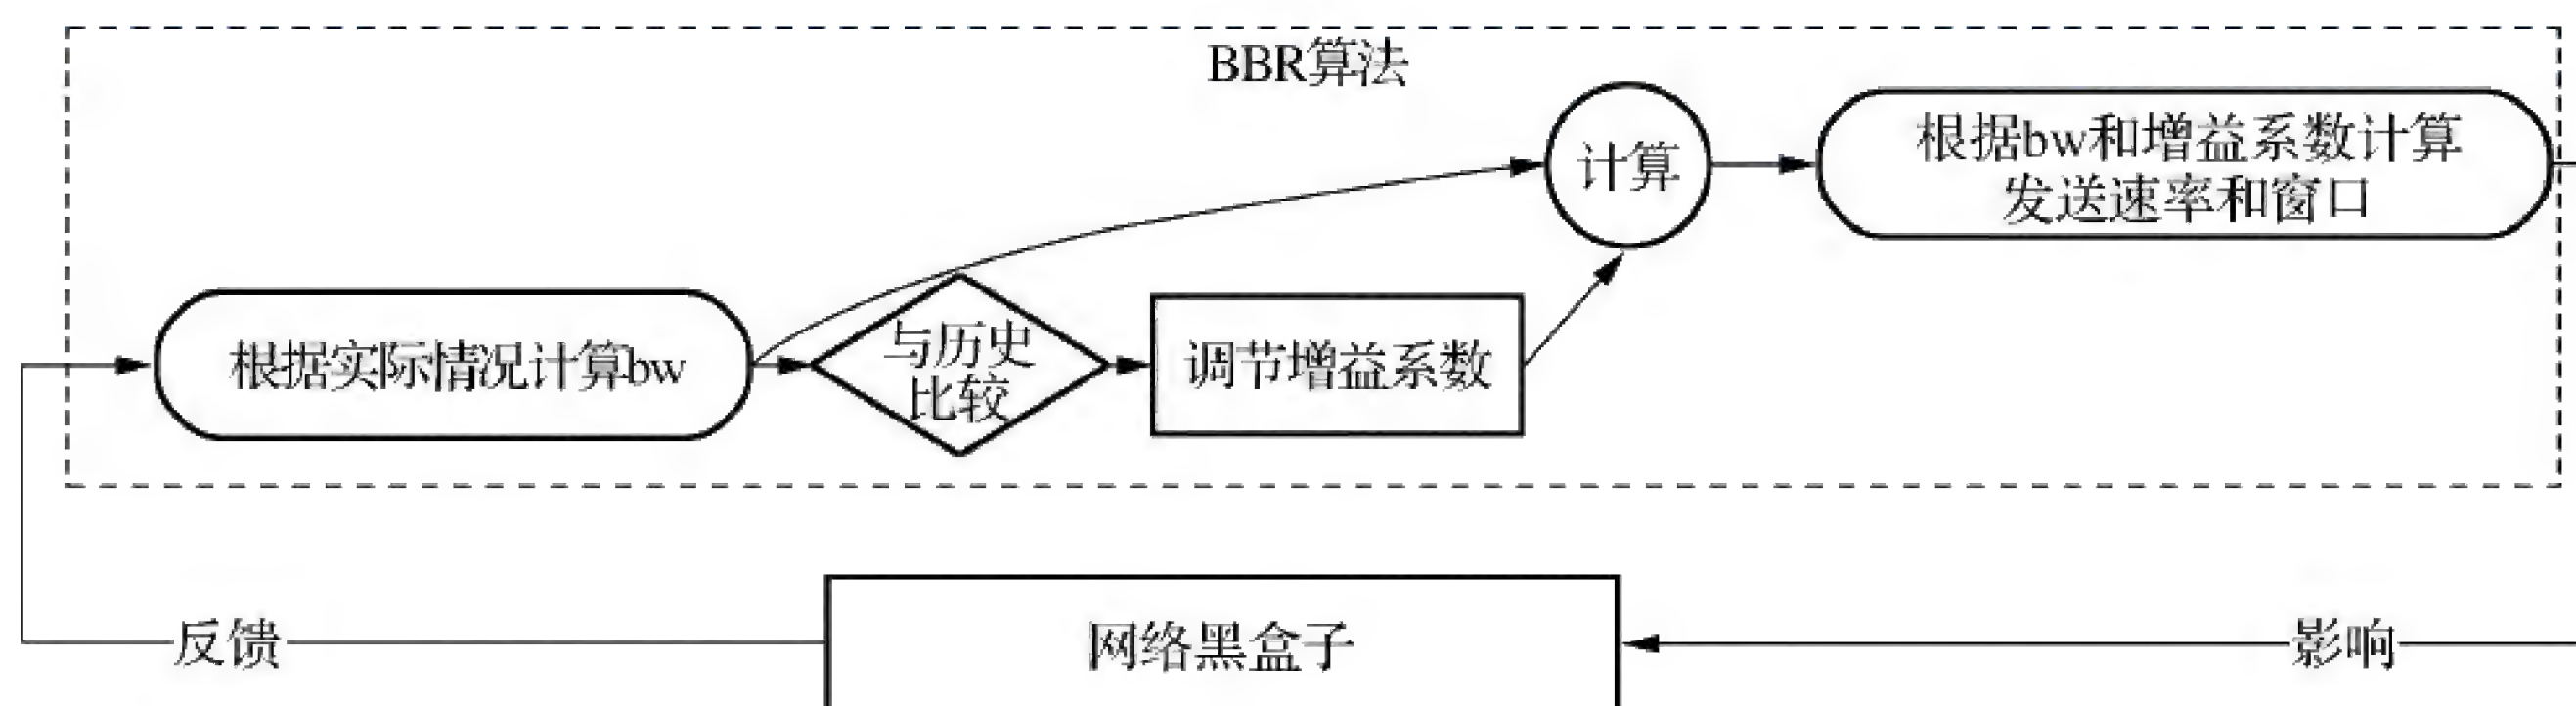 BBR算法
计算
根据bw和增益系数计算
发送速率和窗口
根据实际情况计算bw
与历史
比较
调节增益系数
反馈
网络黑盒子
影响